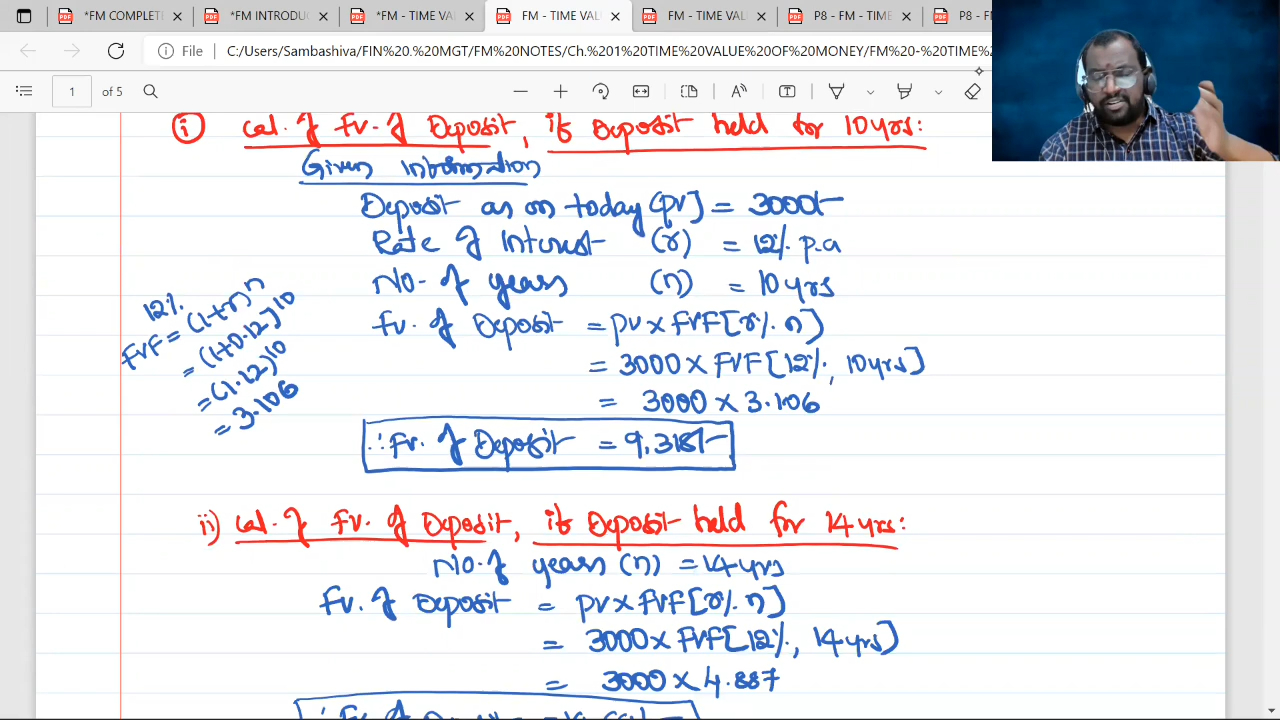 *FM COMPLETE
*FM INTRODUC
*FM - TIME VAL
FM - TIME VAL
FM - TIME VAL
P8 - FM - TIME
P8 - FM
File
C:/Users/Sambashiva/FIN%20.%20MGT/FM%20NOTES/Ch.%201%20TIME%20VALUE%20OF%20MONEY/FM%20-%20TIME%
1 of 5
i Cal. of Fv. of Deposit, if Deposit held for 10yrs:
Given information
Deposit as on today (PV) = 3000/-
Rate of Interest (r) = 12% p.a
No. of years (n) = 10yrs
Fv. of Deposit = PV x FVF[r%. n]
= 3000 x FVF[12%, 10yrs]
= 3000 x 3.106
∴ Fv. of Deposit = 9,318/-
12%
FVF = (1+r)^n
= (1+0.12)^10
= (1.12)^10
= 3.106
ii) Cal. of Fv. of Deposit, if Deposit held for 14yrs:
No. of years (n) = 14yrs
Fv. of Deposit = PV x FVF[r%. n]
= 3000 x FVF[12%, 14yrs]
= 3000 x 4.887
∴ Fv. of Deposit